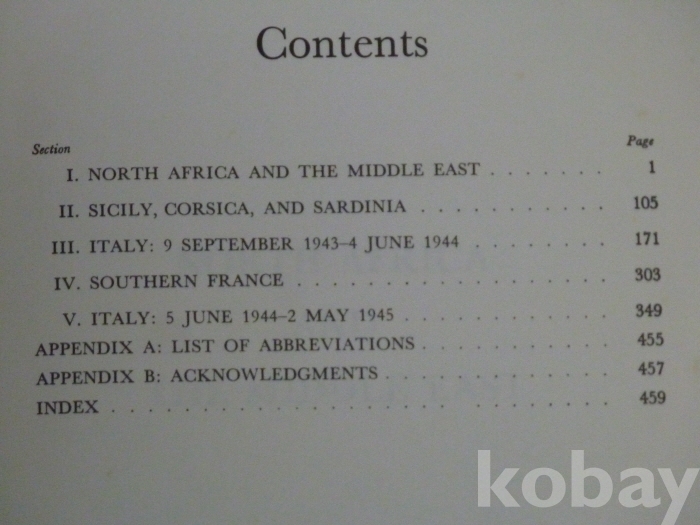 Contents
Section Page
I. NORTH AFRICA AND THE MIDDLE EAST . . . . . . . 1
II. SICILY, CORSICA, AND SARDINIA . . . . . . . . . . 105
III. ITALY: 9 SEPTEMBER 1943–4 JUNE 1944 . . . . . . . . 171
IV. SOUTHERN FRANCE . . . . . . . . . . . . . . . . . 303
V. ITALY: 5 JUNE 1944–2 MAY 1945 . . . . . . . . . . . 349
APPENDIX A: LIST OF ABBREVIATIONS . . . . . . . . . . 455
APPENDIX B: ACKNOWLEDGMENTS . . . . . . . . . . . . 457
INDEX . . . . . . . . . . . . . . . . . . . . . . . . 459
kobay